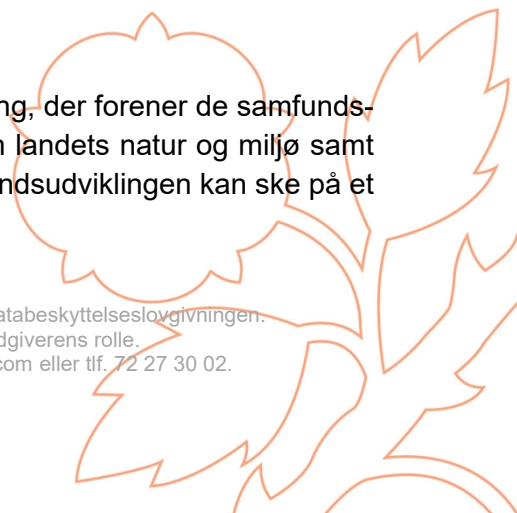 ng, der forener de samfunds-
landets natur og miljø samt
ndsudviklingen kan ske på et
atabeskyttelseslovgivningen.
dgiverens rolle.
com eller tlf. 72 27 30 02.